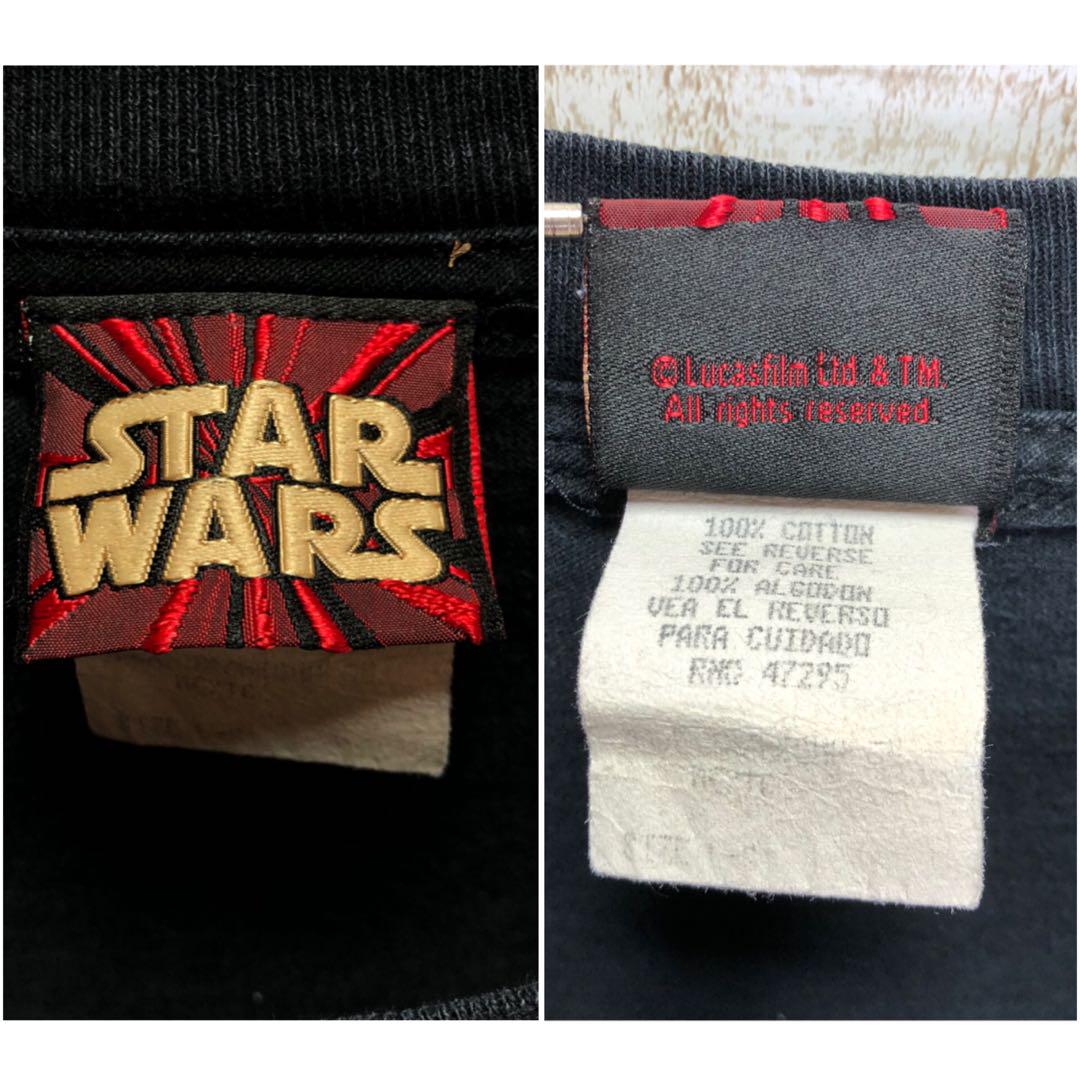 STAR
WARS
© Lucasfilm Ltd. & TM.
All rights reserved.
100% COTTON
SEE REVERSE
FOR CARE
100% ALGODON
VEA EL REVERSO
PARA CUIDADO
RN# 47295